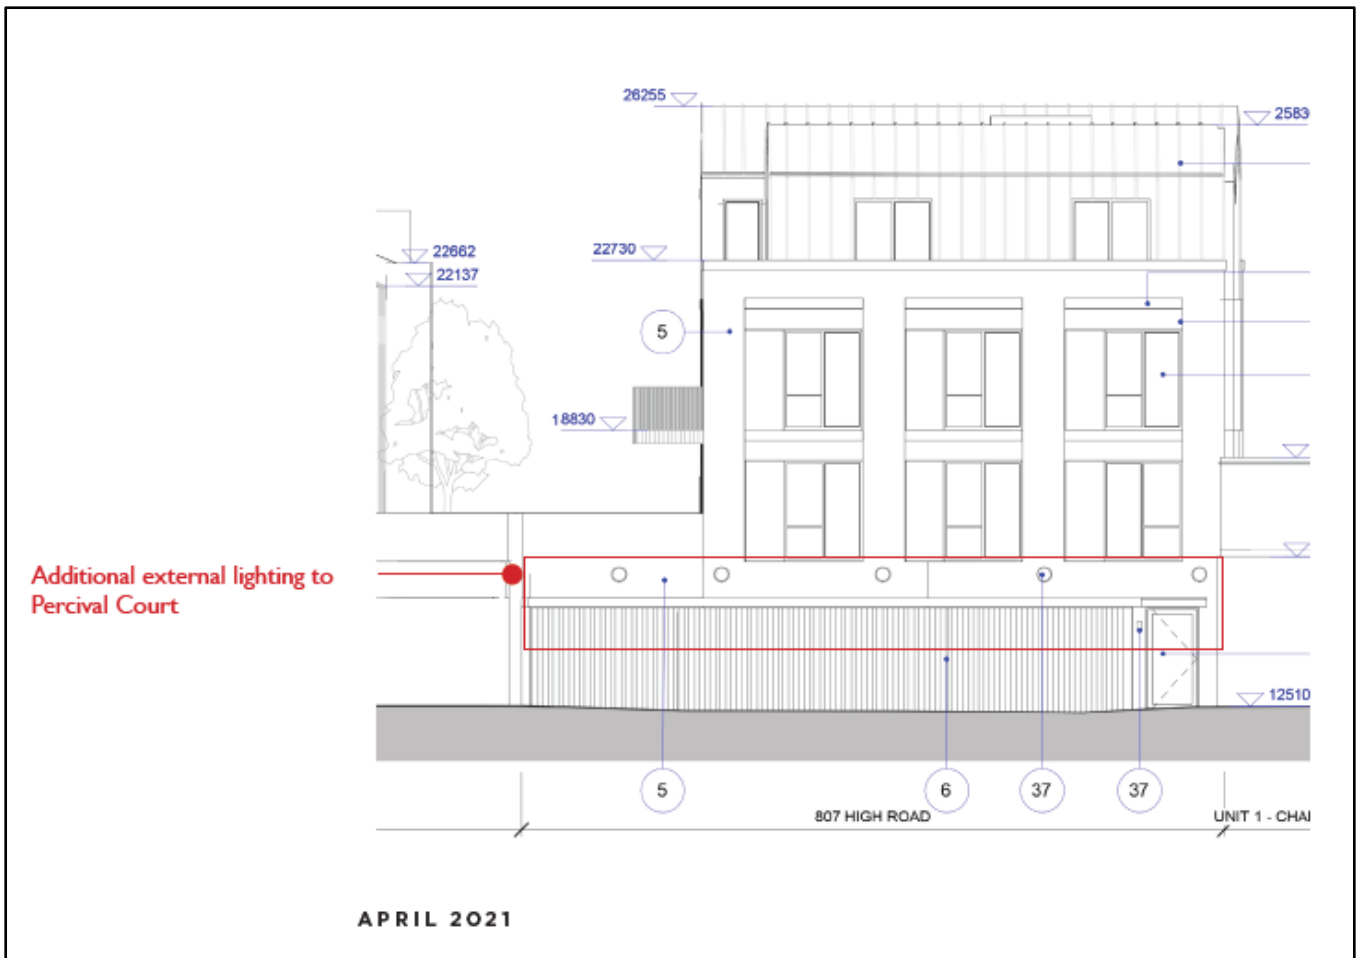 26255
2583
22662
22730
22137
5
18830
Additional external lighting to
Percival Court
12510
5
6
37
37
807 HIGH ROAD
UNIT 1 - CHAI
APRIL 2021